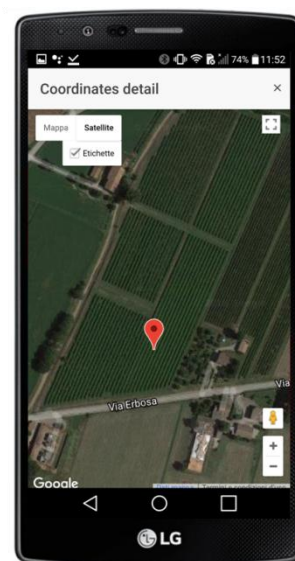 74% 11:52
Coordinates detail ×
Mappa Satellite
Etichette
Via Erbosa
Via
+
−
Google
LG